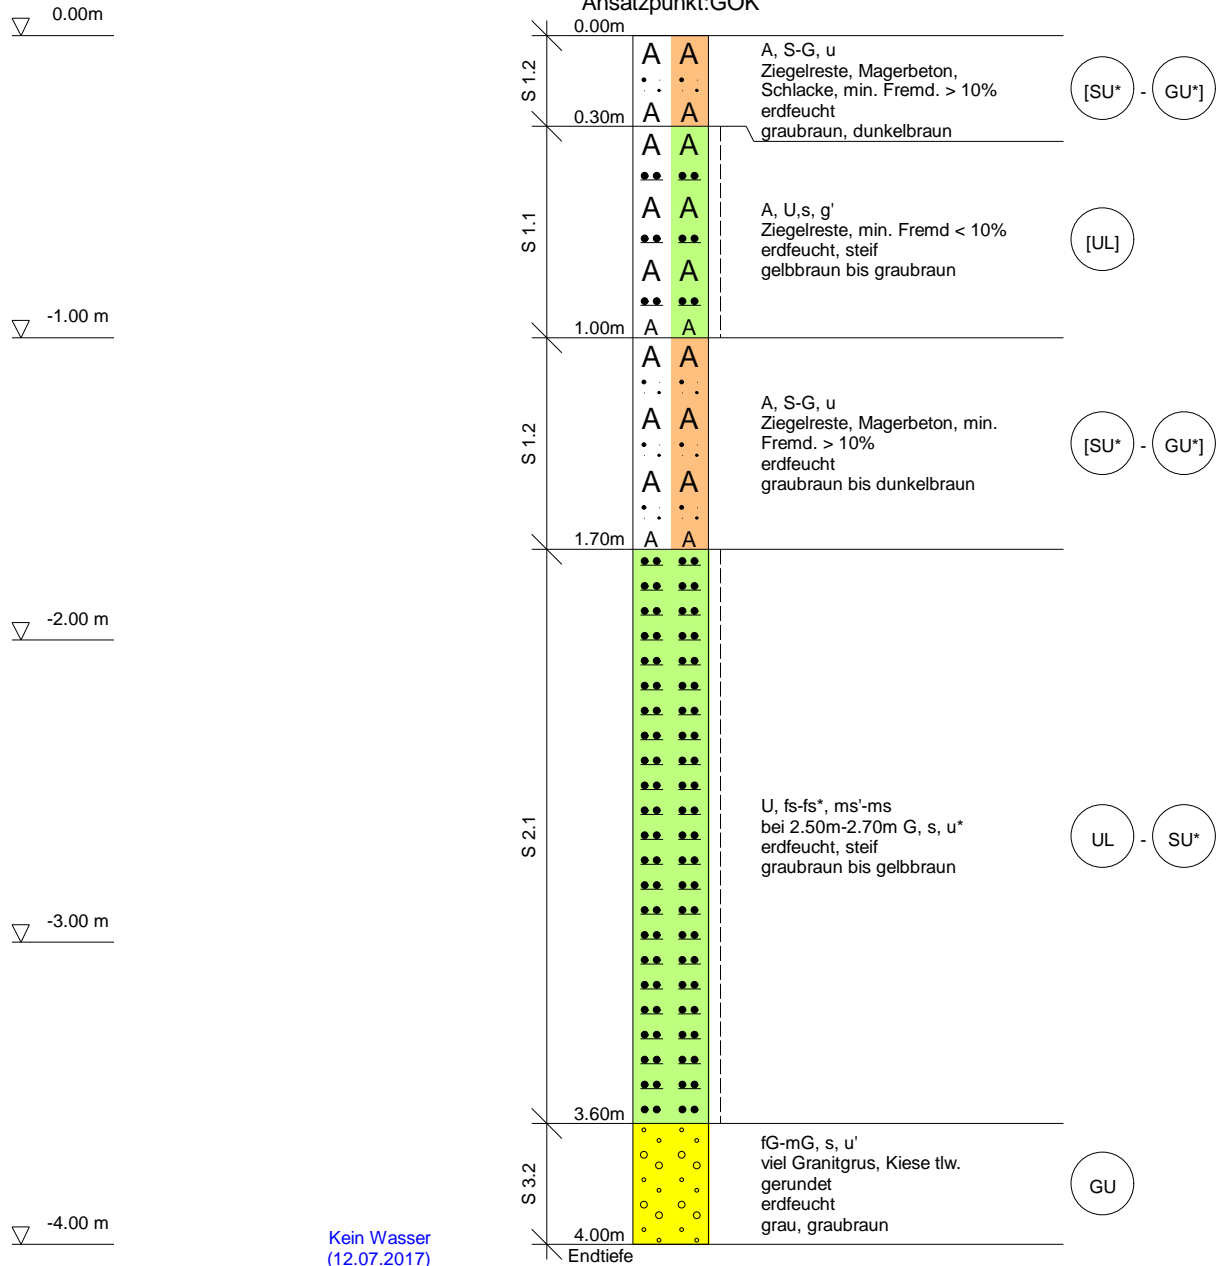 Ansatzpunkt:GOK
0.00m
0.00m
S 1.2
A A
A A
A, S-G, u
Ziegelreste, Magerbeton,
Schlacke, min. Fremd. > 10%
erdfeucht
graubraun, dunkelbraun
[SU* - GU*]
0.30m
S 1.1
A A
A A
A A
A A
A, U,s, g'
Ziegelreste, min. Fremd < 10%
erdfeucht, steif
gelbbraun bis graubraun
[UL]
-1.00 m
1.00m
S 1.2
A A
A A
A A
A A
A, S-G, u
Ziegelreste, Magerbeton, min.
Fremd. > 10%
erdfeucht
graubraun bis dunkelbraun
[SU* - GU*]
1.70m
-2.00 m
S 2.1
U, fs-fs*, ms'-ms
bei 2.50m-2.70m G, s, u*
erdfeucht, steif
graubraun bis gelbbraun
UL - SU*
-3.00 m
3.60m
S 3.2
fG-mG, s, u'
viel Granitgrus, Kiese tlw.
gerundet
erdfeucht
grau, graubraun
GU
-4.00 m
4.00m
Kein Wasser
(12.07.2017)
Endtiefe